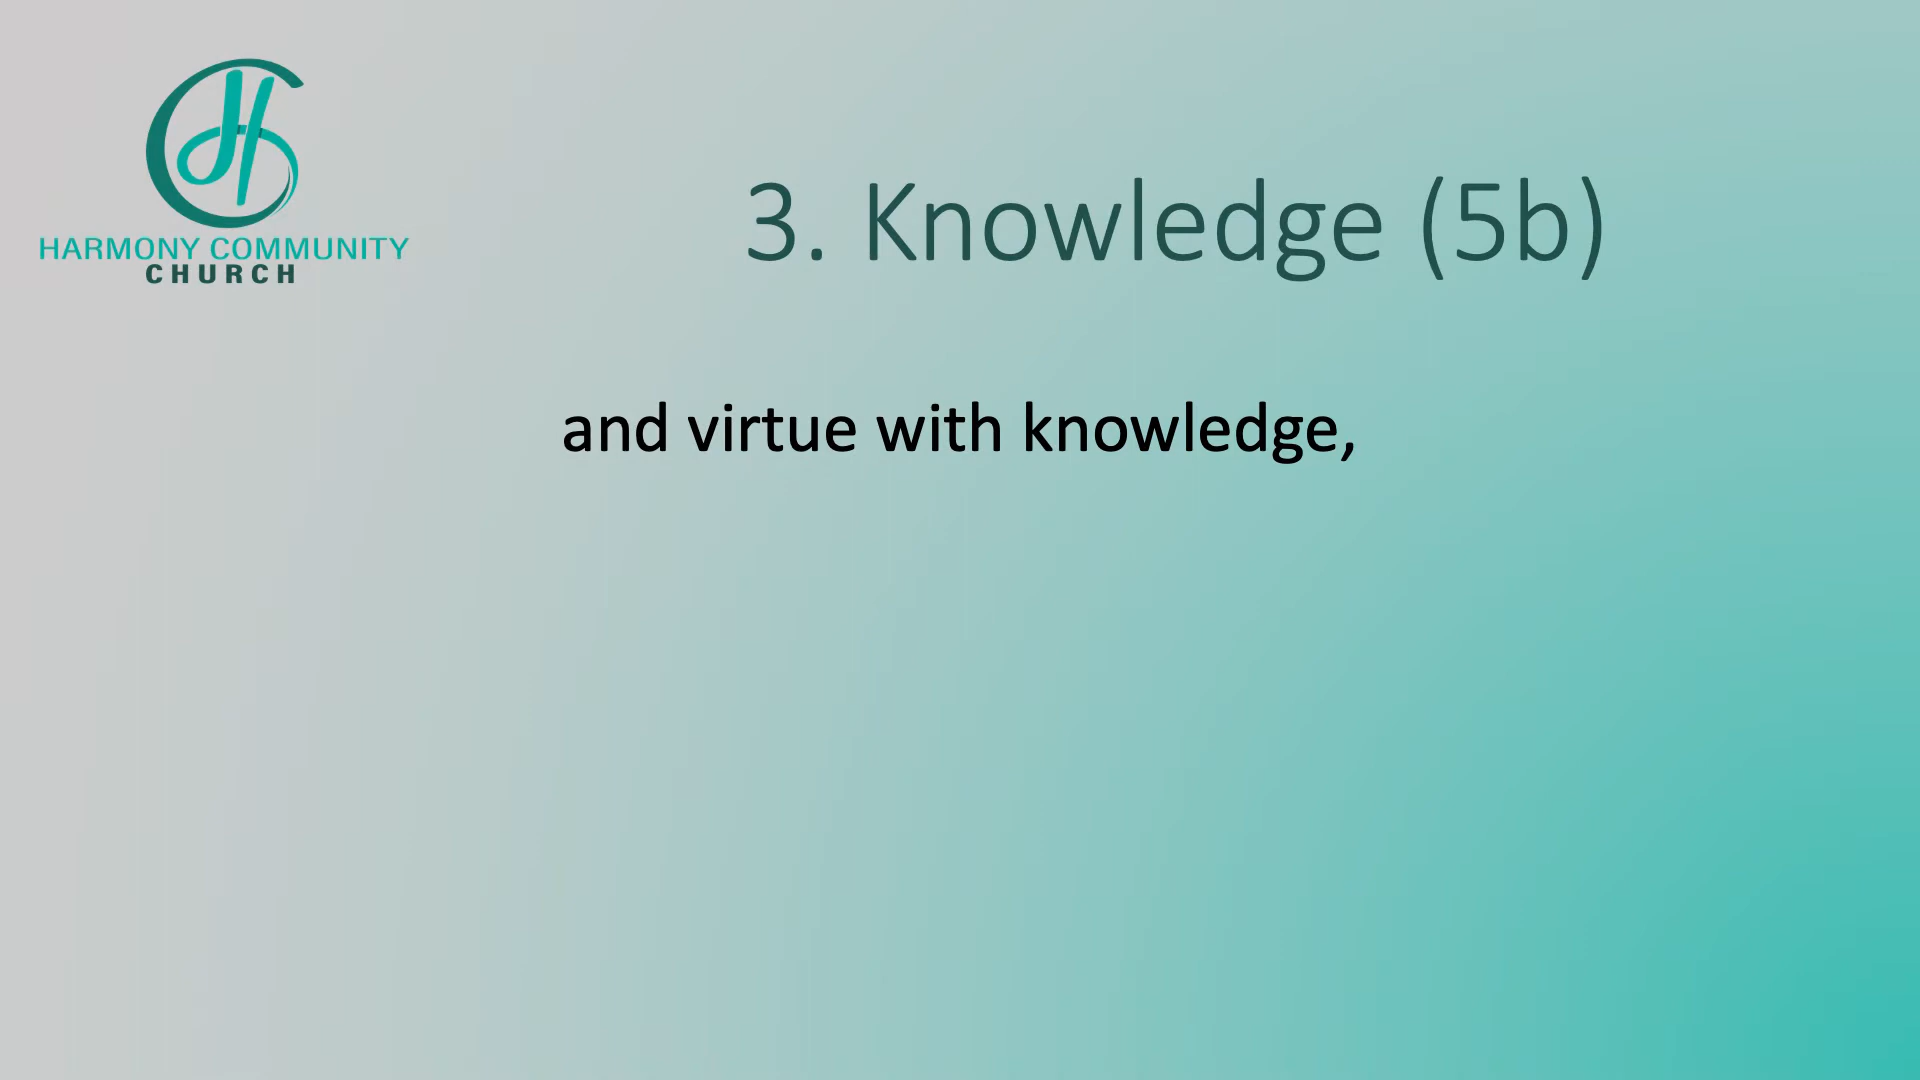 HARMONY COMMUNITY
CHURCH
3. Knowledge (5b)
and virtue with knowledge,